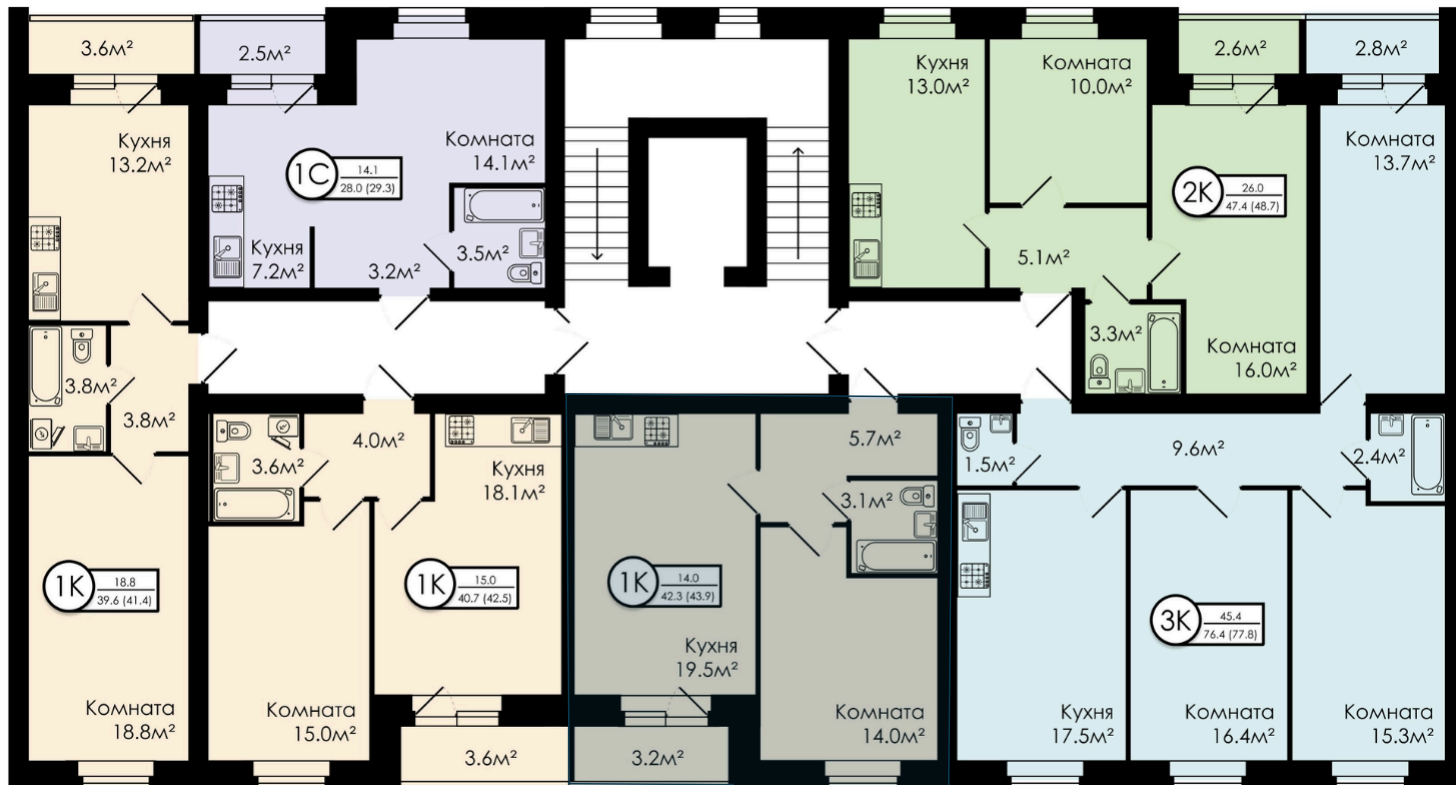 3.6м²
2.5м²
Кухня
13.2м²
Комната
14.1м²
1С
14.1
28.0 (29.3)
Кухня
7.2м²
3.2м²
3.5м²
Кухня
13.0м²
Комната
10.0м²
2.6м²
2.8м²
Комната
13.7м²
2К
26.0
47.4 (48.7)
5.1м²
3.3м²
Комната
16.0м²
3.8м²
3.8м²
1К
18.8
39.6 (41.4)
Комната
18.8м²
3.6м²
4.0м²
Кухня
18.1м²
1К
15.0
40.7 (42.5)
Комната
15.0м²
3.6м²
5.7м²
3.1м²
1К
14.0
42.3 (43.9)
Кухня
19.5м²
3.2м²
Комната
14.0м²
1.5м²
9.6м²
2.4м²
3К
45.4
76.4 (77.8)
Кухня
17.5м²
Комната
16.4м²
Комната
15.3м²